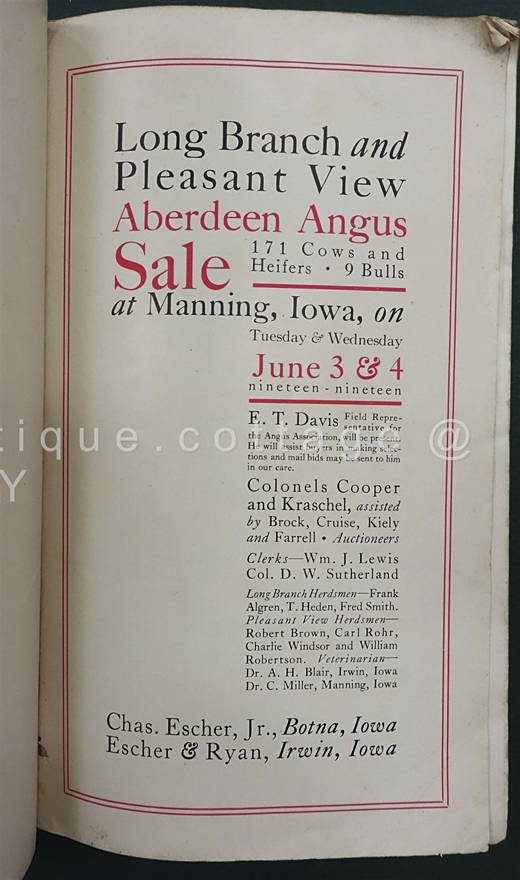 Long Branch and
Pleasant View
Aberdeen Angus
Sale
171 Cows and
Heifers • 9 Bulls
at Manning, Iowa, on
Tuesday & Wednesday
June 3 & 4
nineteen - nineteen
E. T. Davis Field Repre-
sentative for
the Angus Association, will be present
He will assist buyers in making selec-
tions and mail bids may be sent to him
in our care.
Colonels Cooper
and Kraschel, assisted
by Brock, Cruise, Kiely
and Farrell • Auctioneers
Clerks—Wm. J. Lewis
Col. D. W. Sutherland
Long Branch Herdsmen—Frank
Algren, T. Heden, Fred Smith.
Pleasant View Herdsmen—
Robert Brown, Carl Rohr,
Charlie Windsor and William
Robertson. Veterinarian—
Dr. A. H. Blair, Irwin, Iowa
Dr. C. Miller, Manning, Iowa
Chas. Escher, Jr., Botna, Iowa
Escher & Ryan, Irwin, Iowa
tique.cottage @
Y